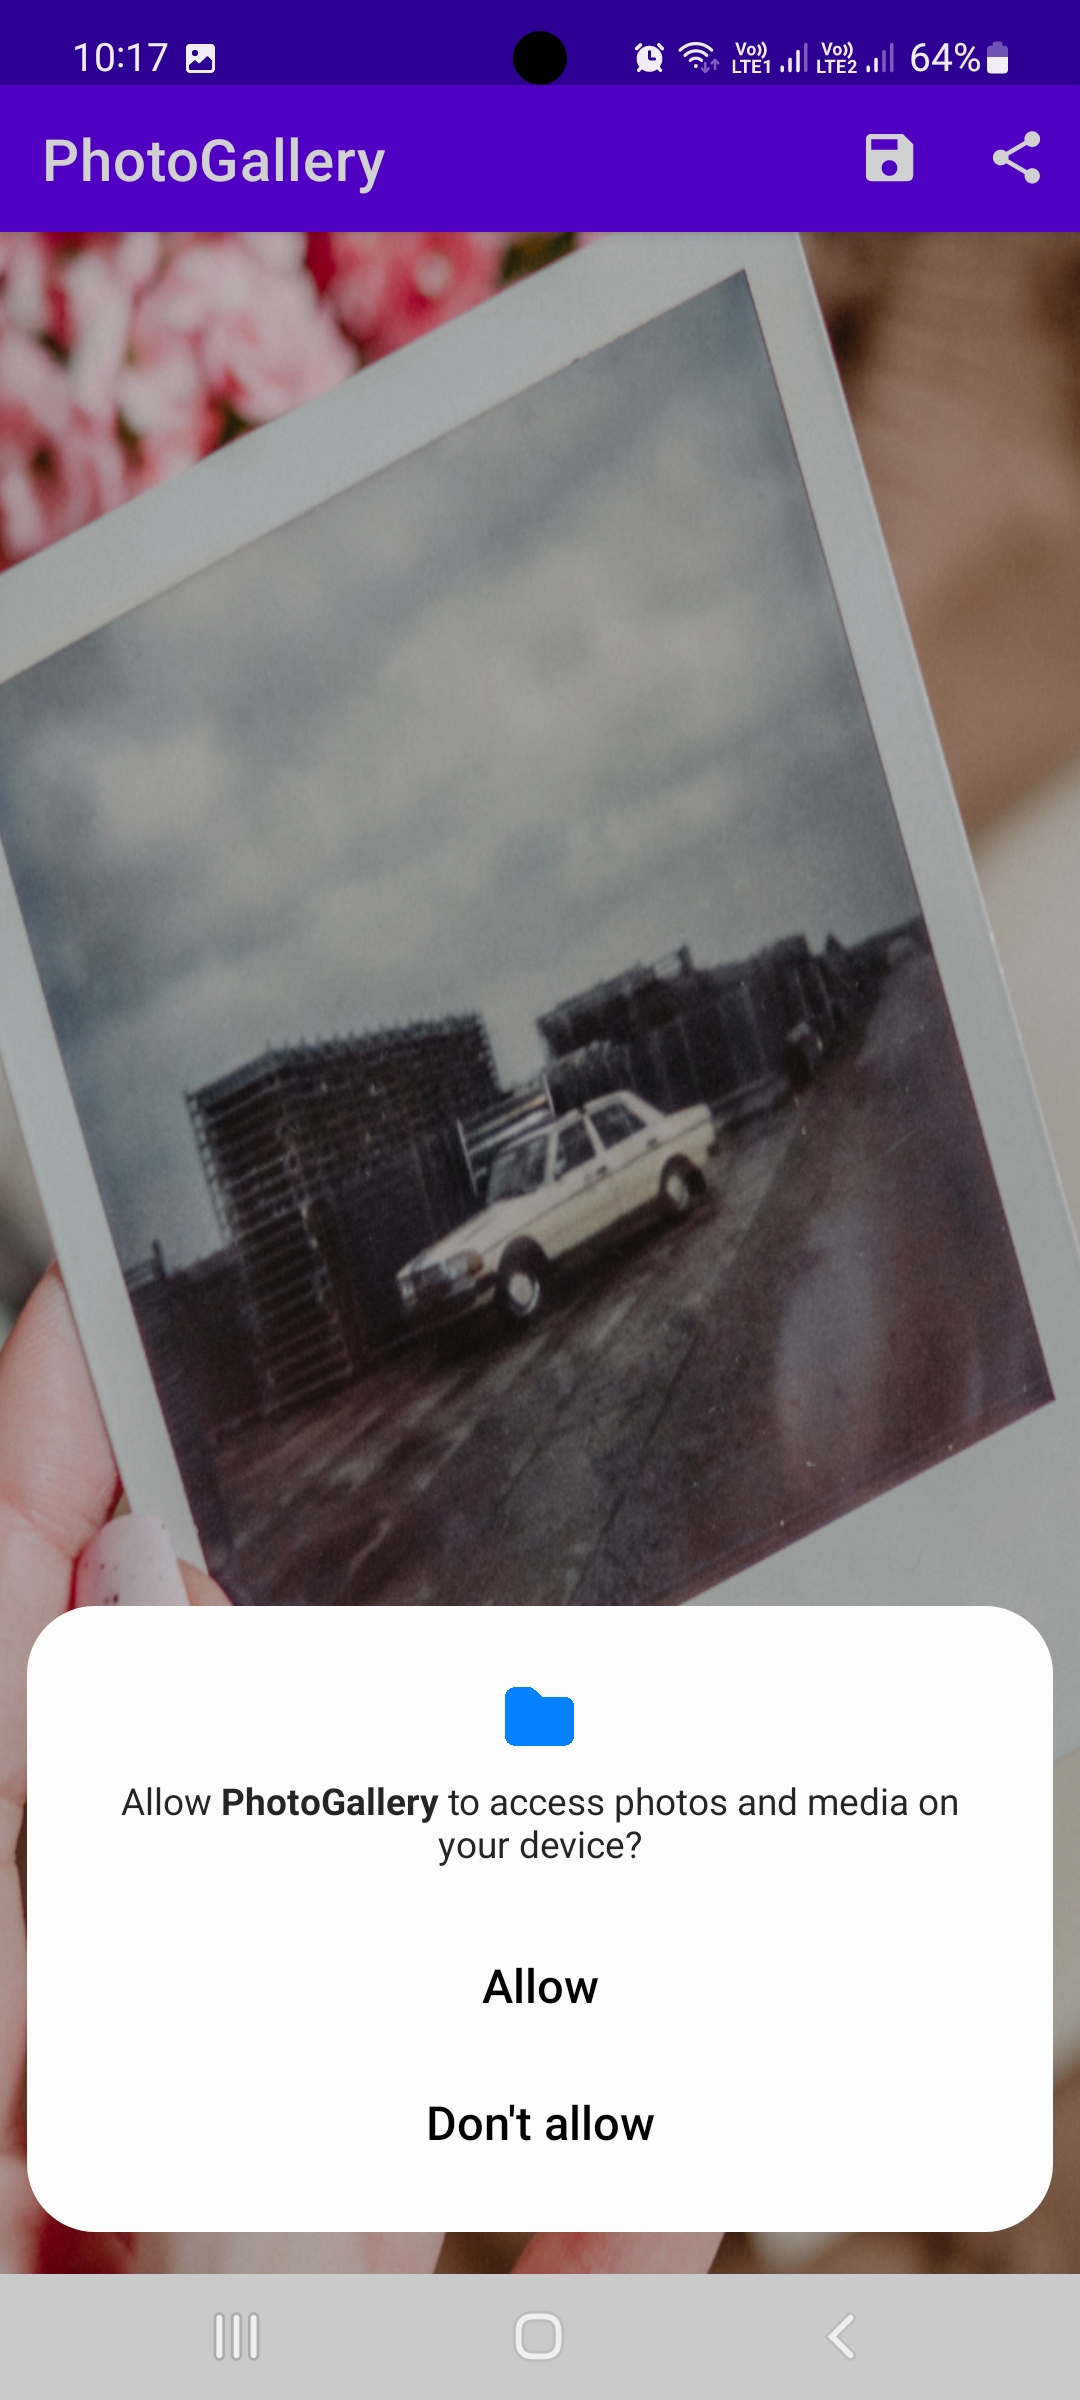 10:17
Vo)) LTE1 Vo)) LTE2 64%
PhotoGallery
Allow PhotoGallery to access photos and media on
your device?
Allow
Don't allow